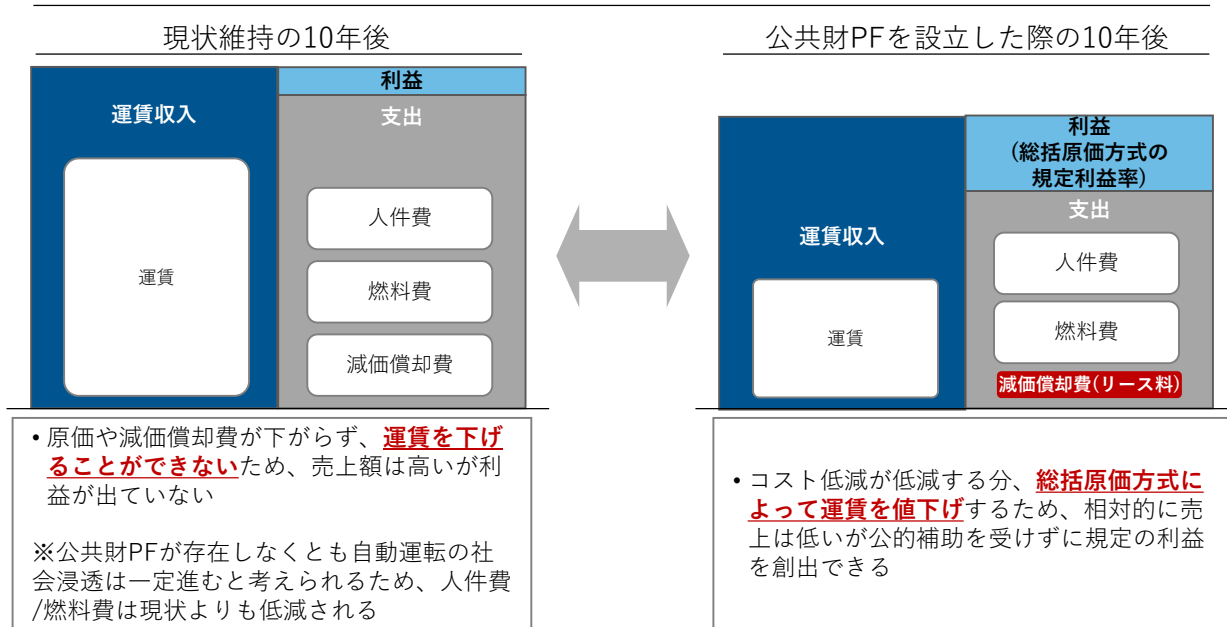 現状維持の10年後
利益
運賃収入
支出
運賃
人件費
燃料費
減価償却費
• 原価や減価償却費が下がらず、運賃を下げ
ることができないため、売上額は高いが利
益が出ていない
※公共財PFが存在しなくとも自動運転の社
会浸透は一定進むと考えられるため、人件費
/燃料費は現状よりも低減される
公共財PFを設立した際の10年後
利益
(総括原価方式の
規定利益率)
支出
運賃収入
運賃
人件費
燃料費
減価償却費(リース料)
• コスト低減が低減する分、総括原価方式に
よって運賃を値下げするため、相対的に売
上は低いが公的補助を受けずに規定の利益
を創出できる